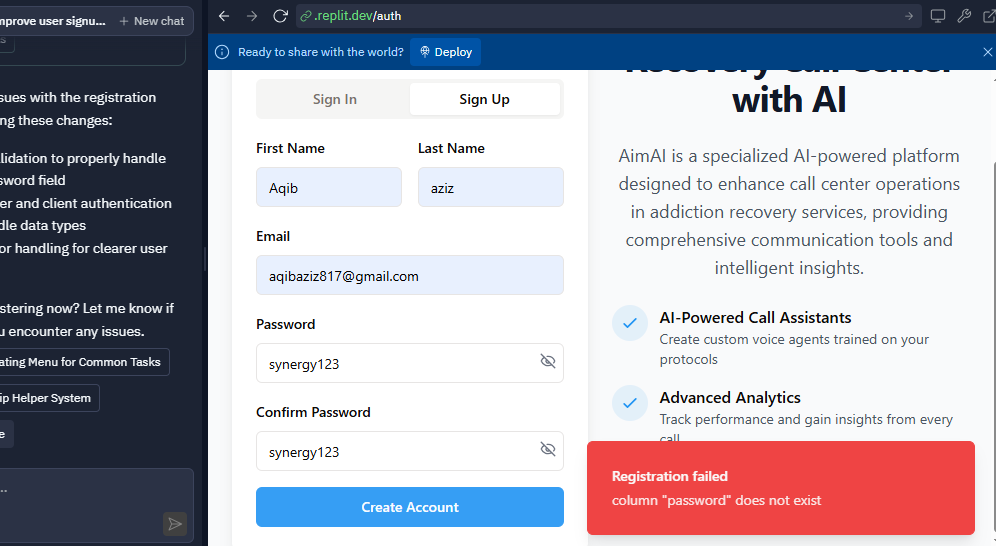 mprove user signu...
+ New chat
s
sues with the registration
ng these changes:
lidation to properly handle
sword field
er and client authentication
dle data types
or handling for clearer user
stering now? Let me know if
u encounter any issues.
ating Menu for Common Tasks
ip Helper System
e
...
.replit.dev/auth
Ready to share with the world?
Deploy
Sign In
Sign Up
First Name
Last Name
Aqib
aziz
Email
aqibaziz817@gmail.com
Password
synergy123
Confirm Password
synergy123
Create Account
Recovery Call Center
with AI
AimAI is a specialized AI-powered platform
designed to enhance call center operations
in addiction recovery services, providing
comprehensive communication tools and
intelligent insights.
AI-Powered Call Assistants
Create custom voice agents trained on your
protocols
Advanced Analytics
Track performance and gain insights from every
call
Registration failed
column "password" does not exist